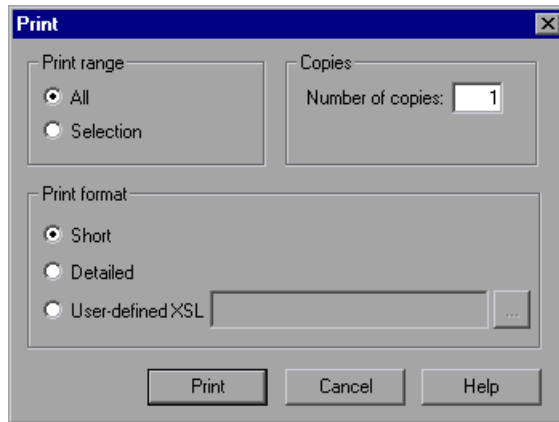 Print
Print range
All
Selection
Copies
Number of copies: 1
Print format
Short
Detailed
User-defined XSL ...
Print Cancel Help